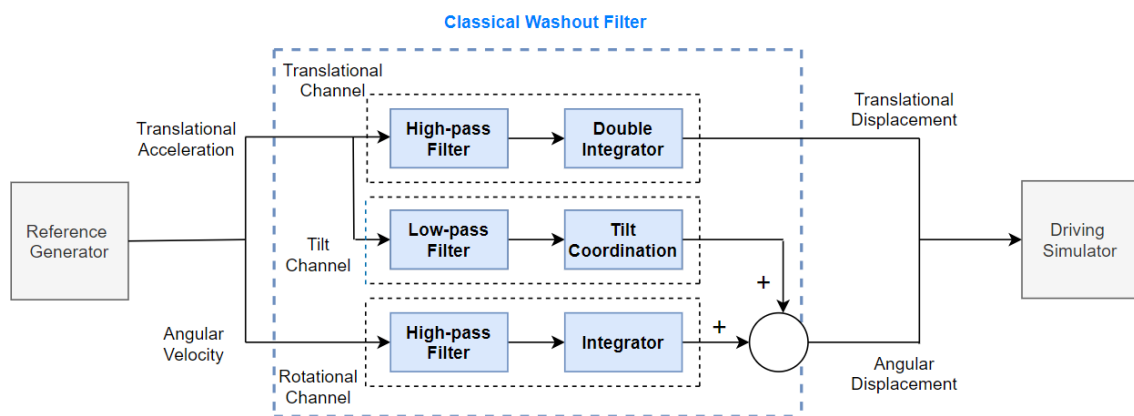 Classical Washout Filter
Translational
Channel
Translational
Acceleration
High-pass
Filter
Double
Integrator
Translational
Displacement
Reference
Generator
Tilt
Channel
Low-pass
Filter
Tilt
Coordination
+
Driving
Simulator
Angular
Velocity
High-pass
Filter
Integrator
+
Rotational
Channel
Angular
Displacement